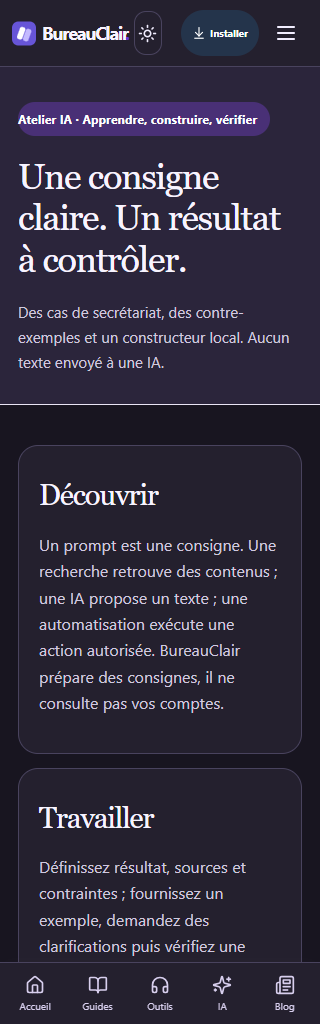 BureauClair
Installer
Atelier IA · Apprendre, construire, vérifier
Une consigne
claire. Un résultat
à contrôler.
Des cas de secrétariat, des contre-
exemples et un constructeur local. Aucun
texte envoyé à une IA.
Découvrir
Un prompt est une consigne. Une
recherche retrouve des contenus ;
une IA propose un texte ; une
automatisation exécute une
action autorisée. BureauClair
prépare des consignes, il ne
consulte pas vos comptes.
Travailler
Définissez résultat, sources et
contraintes ; fournissez un
exemple, demandez des
clarifications puis vérifiez une
Accueil
Guides
Outils
IA
Blog